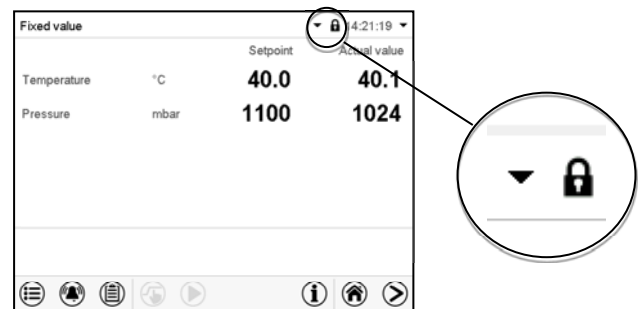 Fixed value 14:21:19
Setpoint Actual value
Temperature °C 40.0 40.1
Pressure mbar 1100 1024